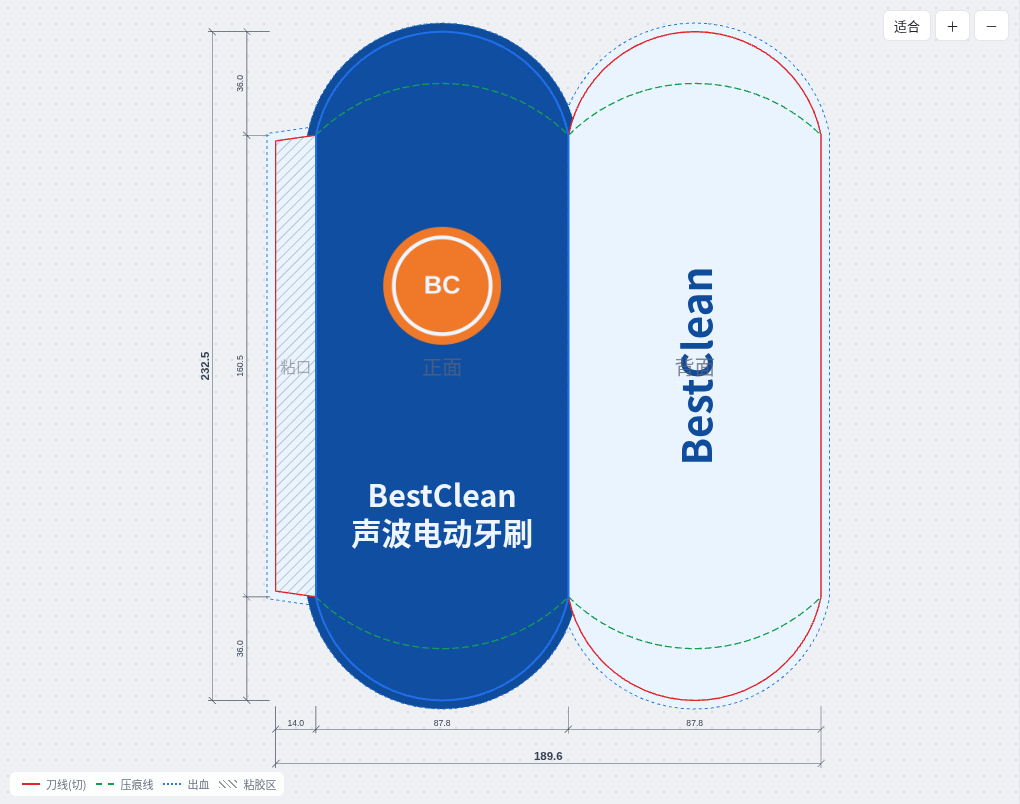 适合
+
−
36.0
232.5
160.5
36.0
粘口
BC
正面
BestClean
声波电动牙刷
BestClean
背面
14.0
87.8
87.8
189.6
刀线(切)
压痕线
出血
粘胶区